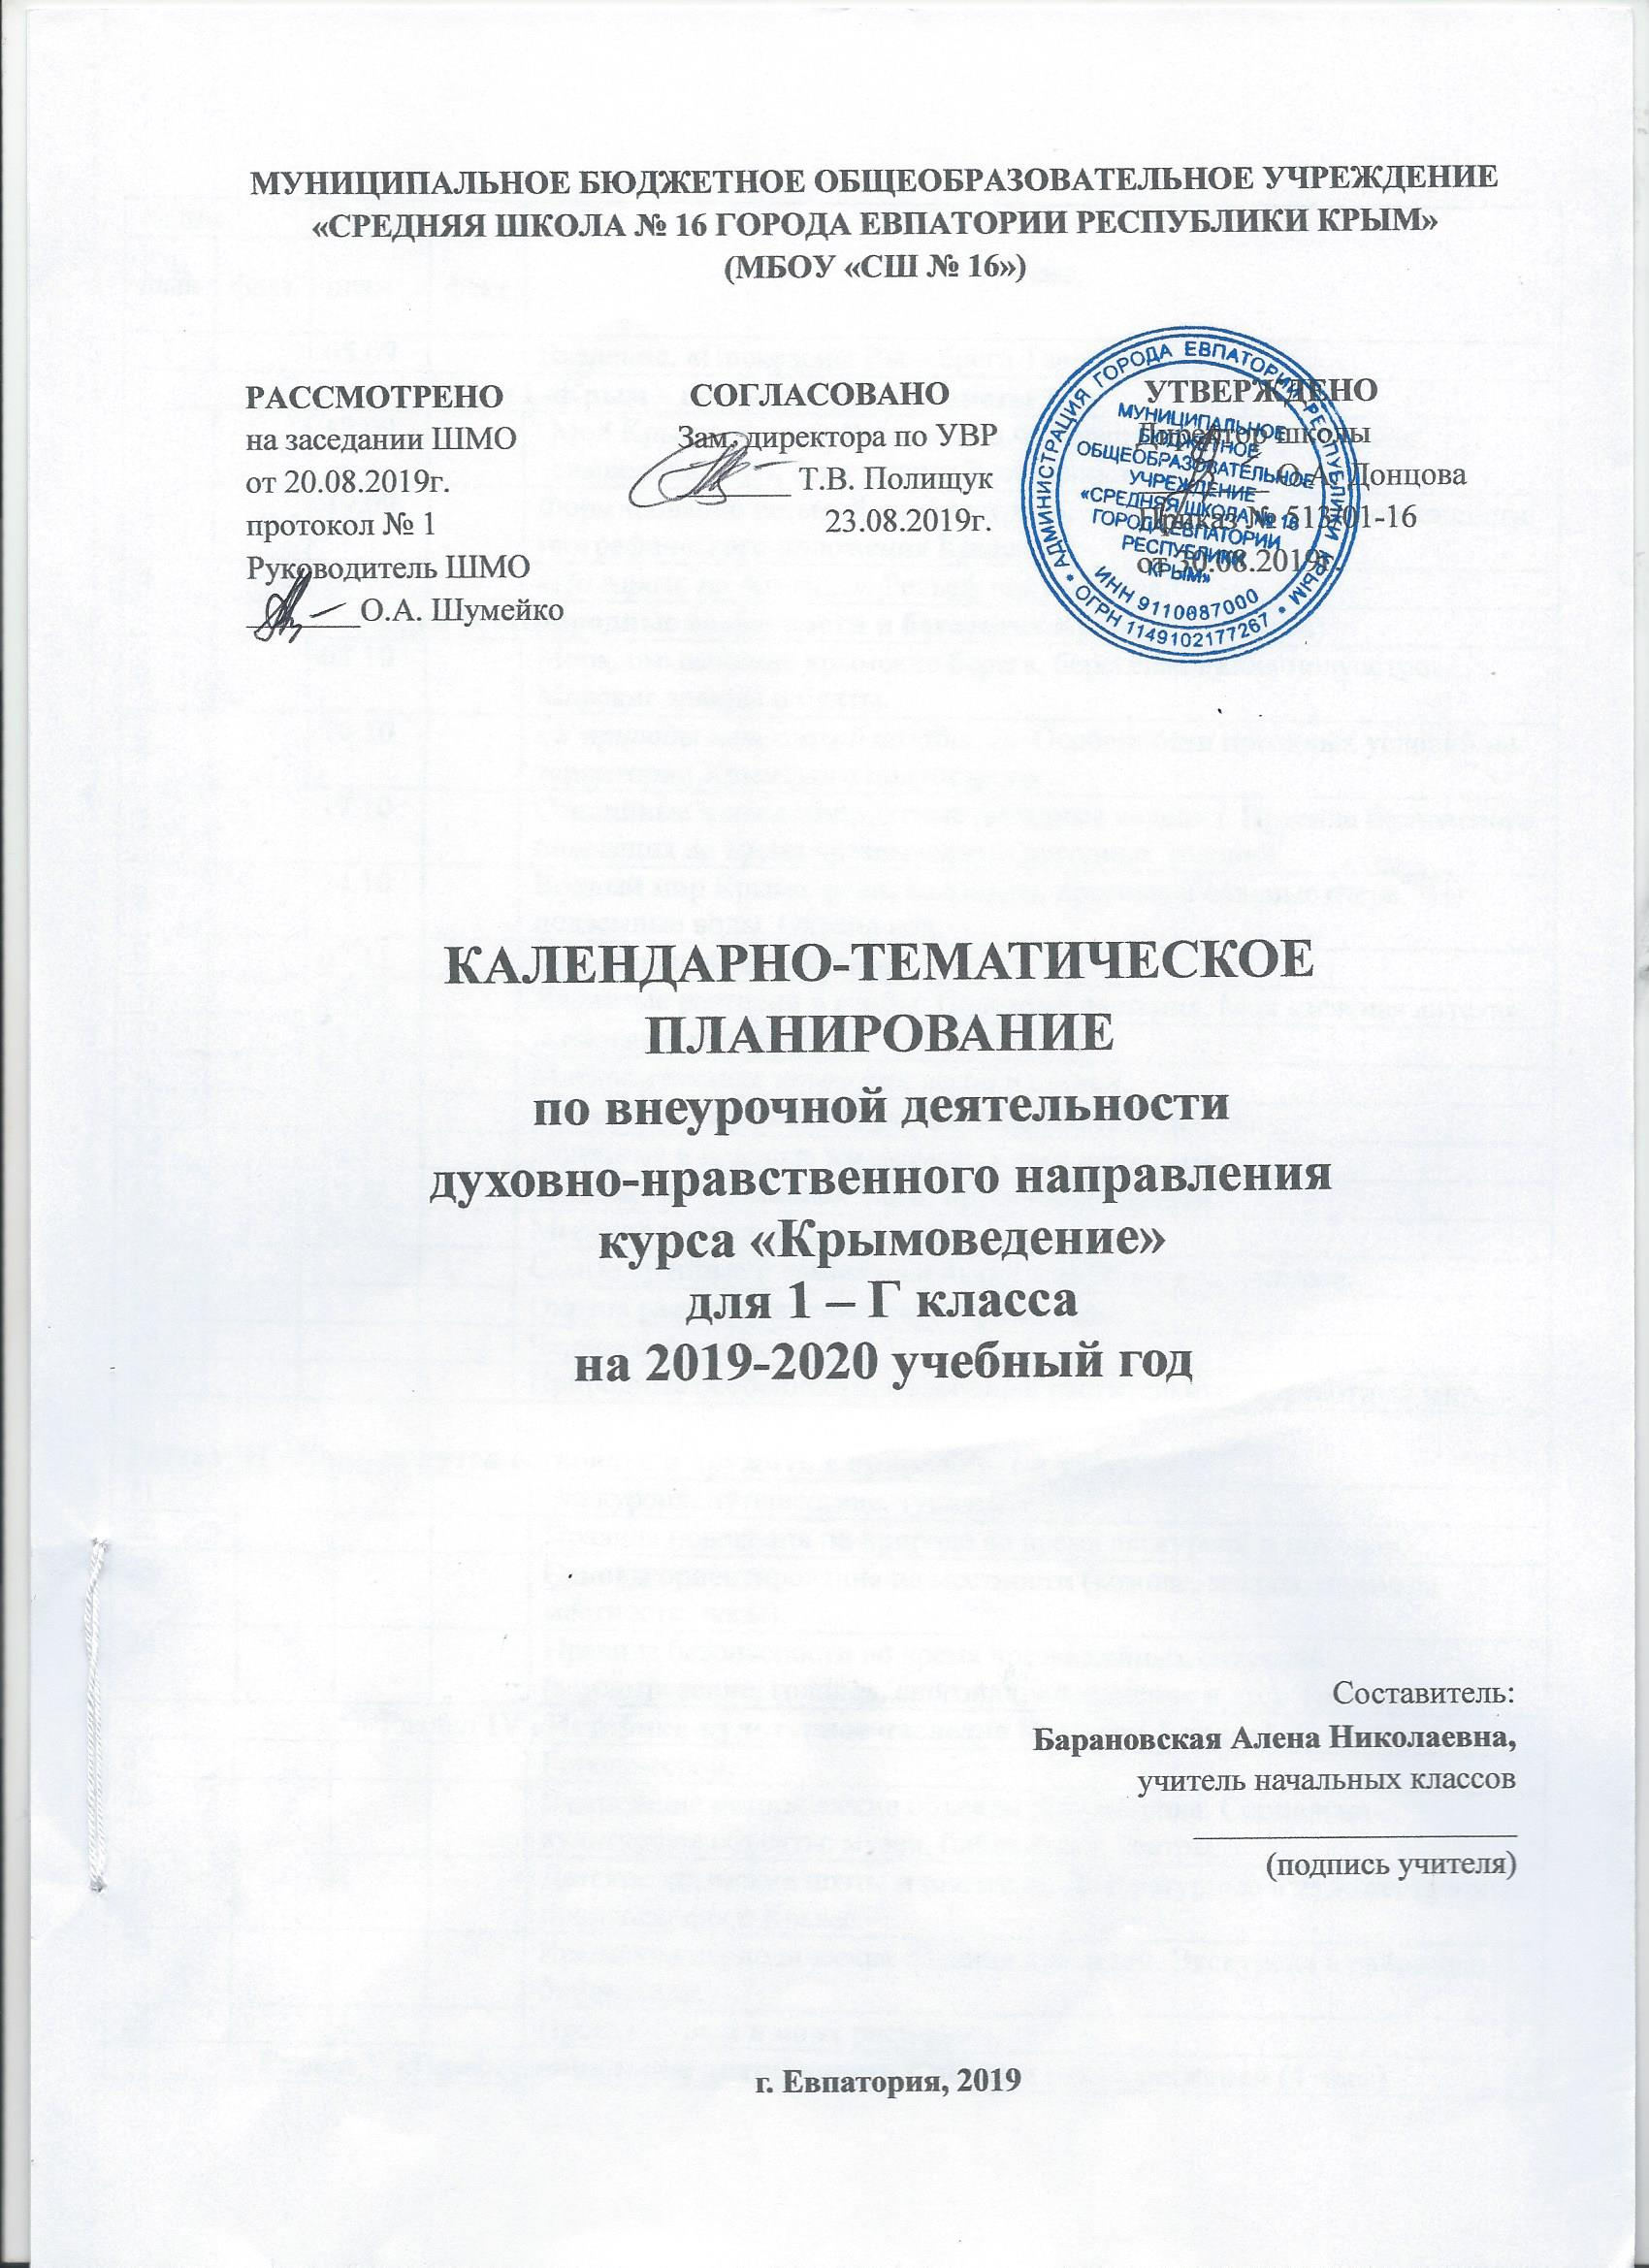 МУНИЦИПАЛЬНОЕ БЮДЖЕТНОЕ ОБЩЕОБРАЗОВАТЕЛЬНОЕ УЧРЕЖДЕНИЕ
«СРЕДНЯЯ ШКОЛА № 16 ГОРОДА ЕВПАТОРИИ РЕСПУБЛИКИ КРЫМ»
(МБОУ «СШ № 16»)
РАССМОТРЕНО
на заседании ШМО
от 20.08.2019г.
протокол № 1
Руководитель ШМО
О.А. Шумейко
СОГЛАСОВАНО
Зам. директора по УВР
Т.В. Полищук
23.08.2019г.
УТВЕРЖДЕНО
Директор школы
О.А. Донцова
Приказ № 513/01-16
от 30.08.2019г.
АДМИНИСТРАЦИЯ ГОРОДА ЕВПАТОРИИ РЕСПУБЛИКИ КРЫМ
ОГРН 1149102177267
ИНН 9110087000
МУНИЦИПАЛЬНОЕ
БЮДЖЕТНОЕ
ОБЩЕОБРАЗОВАТЕЛЬНОЕ
УЧРЕЖДЕНИЕ
«СРЕДНЯЯ ШКОЛА № 16
ГОРОДА ЕВПАТОРИИ
РЕСПУБЛИКИ
КРЫМ»
КАЛЕНДАРНО-ТЕМАТИЧЕСКОЕ
ПЛАНИРОВАНИЕ
по внеурочной деятельности
духовно-нравственного направления
курса «Крымоведение»
для 1 – Г класса
на 2019-2020 учебный год
Составитель:
Барановская Алена Николаевна,
учитель начальных классов
(подпись учителя)
г. Евпатория, 2019